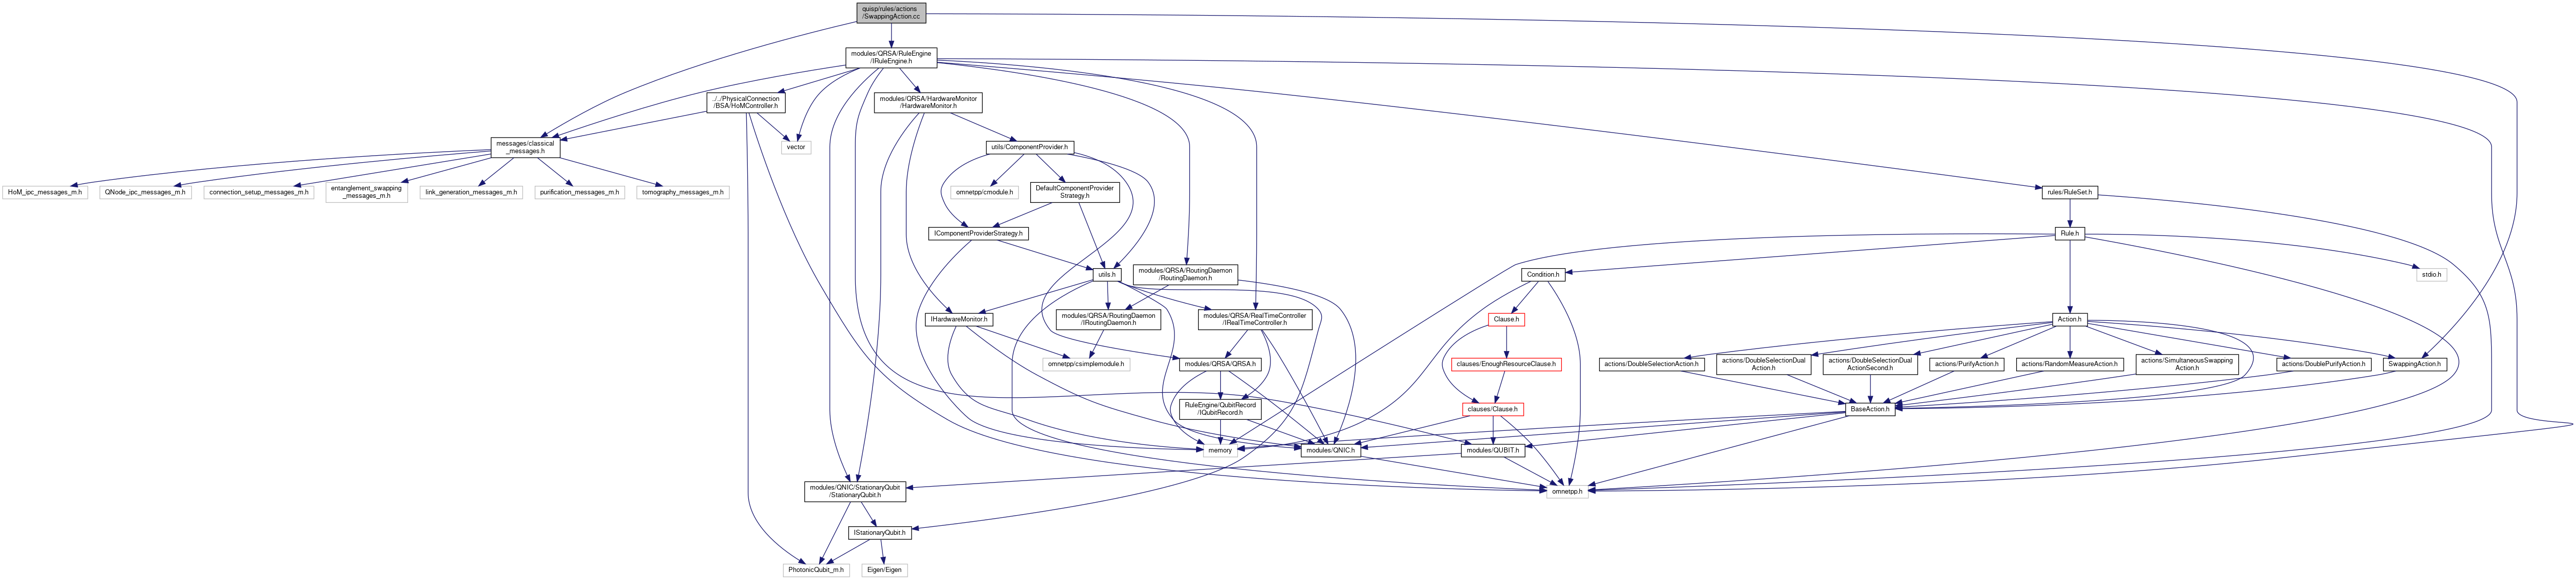 quisp/rules/actions
/SwappingAction.cc
modules/QRSA/RuleEngine
/IRuleEngine.h
../../PhysicalConnection
/BSA/HoMController.h
modules/QRSA/HardwareMonitor
/HardwareMonitor.h
messages/classical
_messages.h
vector
utils/ComponentProvider.h
HoM_ipc_messages_m.h
QNode_ipc_messages_m.h
connection_setup_messages_m.h
entanglement_swapping
_messages_m.h
link_generation_messages_m.h
purification_messages_m.h
tomography_messages_m.h
omnetpp/cmodule.h
DefaultComponentProvider
Strategy.h
rules/RuleSet.h
IComponentProviderStrategy.h
Rule.h
utils.h
modules/QRSA/RoutingDaemon
/RoutingDaemon.h
Condition.h
stdio.h
IHardwareMonitor.h
modules/QRSA/RoutingDaemon
/IRoutingDaemon.h
modules/QRSA/RealTimeController
/IRealTimeController.h
Clause.h
Action.h
omnetpp/csimplemodule.h
modules/QRSA/QRSA.h
clauses/EnoughResourceClause.h
actions/DoubleSelectionAction.h
actions/DoubleSelectionDual
Action.h
actions/DoubleSelectionDual
ActionSecond.h
actions/PurifyAction.h
actions/RandomMeasureAction.h
actions/SimultaneousSwapping
Action.h
actions/DoublePurifyAction.h
SwappingAction.h
RuleEngine/QubitRecord
/IQubitRecord.h
clauses/Clause.h
BaseAction.h
memory
modules/QNIC.h
modules/QUBIT.h
modules/QNIC/StationaryQubit
/StationaryQubit.h
omnetpp.h
IStationaryQubit.h
PhotonicQubit_m.h
Eigen/Eigen